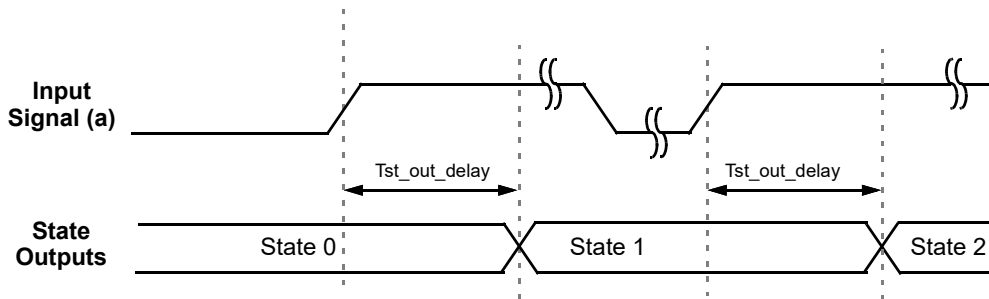 Input
Signal (a)
Tst_out_delay
Tst_out_delay
State
Outputs
State 0
State 1
State 2